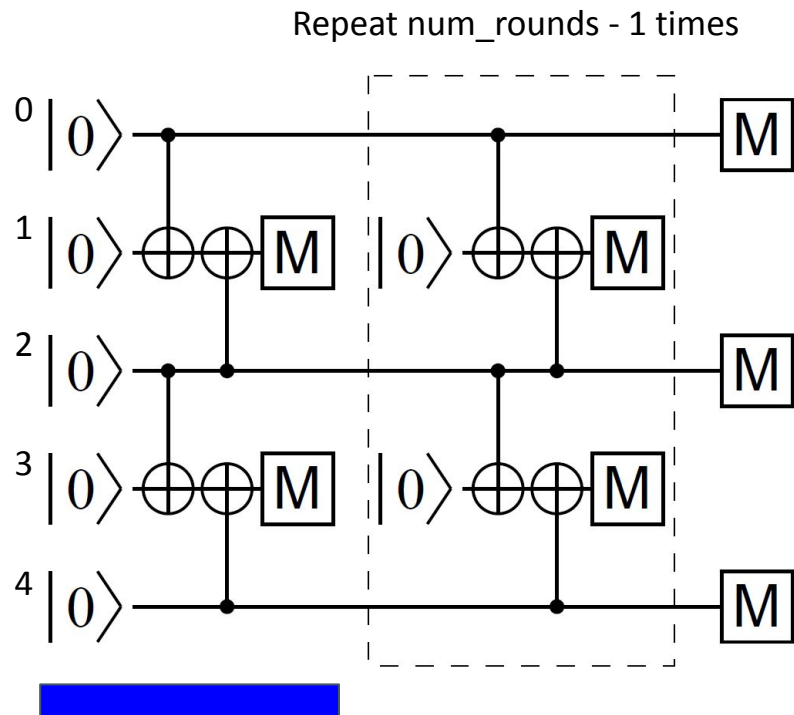 Repeat num_rounds - 1 times
0 |0⟩ M
1 |0⟩ M |0⟩ M
2 |0⟩ M
3 |0⟩ M |0⟩ M
4 |0⟩ M